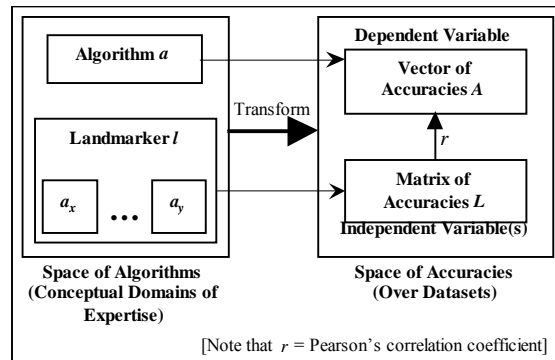 Dependent Variable
Algorithm a
Vector of
Accuracies A
Transform
Landmarker l
r
a_x ... a_y
Matrix of
Accuracies L
Independent Variable(s)
Space of Algorithms
(Conceptual Domains of
Expertise)
Space of Accuracies
(Over Datasets)
[Note that r = Pearson's correlation coefficient]